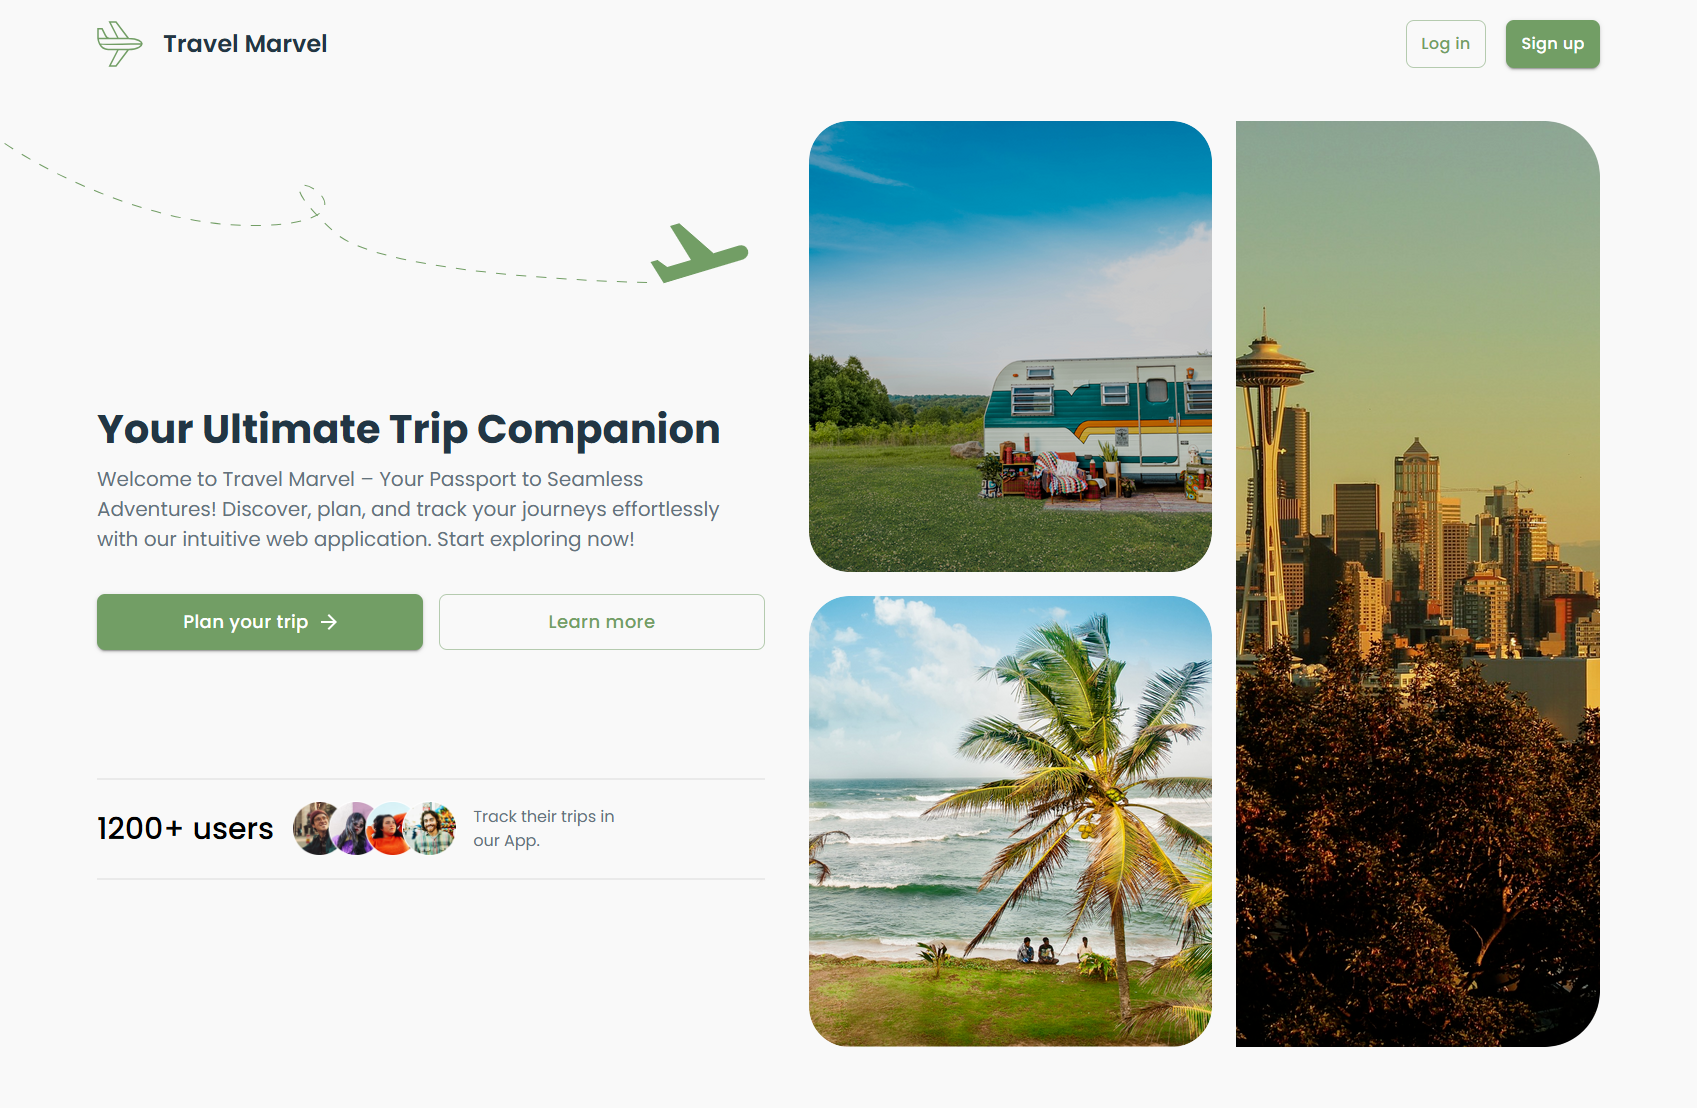 Travel Marvel
Log in
Sign up
Your Ultimate Trip Companion
Welcome to Travel Marvel – Your Passport to Seamless
Adventures! Discover, plan, and track your journeys effortlessly
with our intuitive web application. Start exploring now!
Plan your trip
Learn more
1200+ users
Track their trips in
our App.